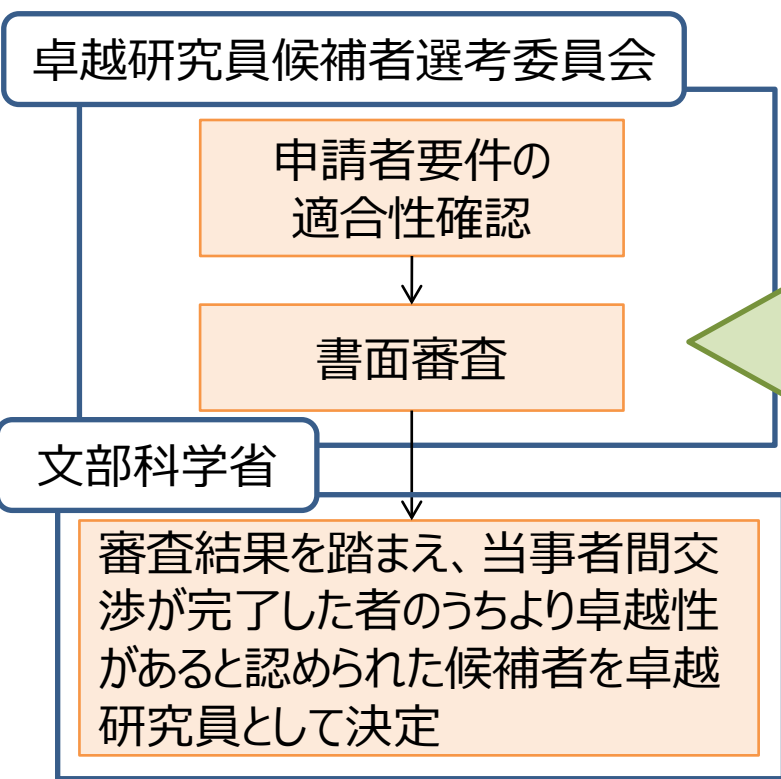 卓越研究員候補者選考委員会
申請者要件の
適合性確認
書面審査
文部科学省
審査結果を踏まえ、当事者間交
渉が完了した者のうちより卓越性
があると認められた候補者を卓越
研究員として決定